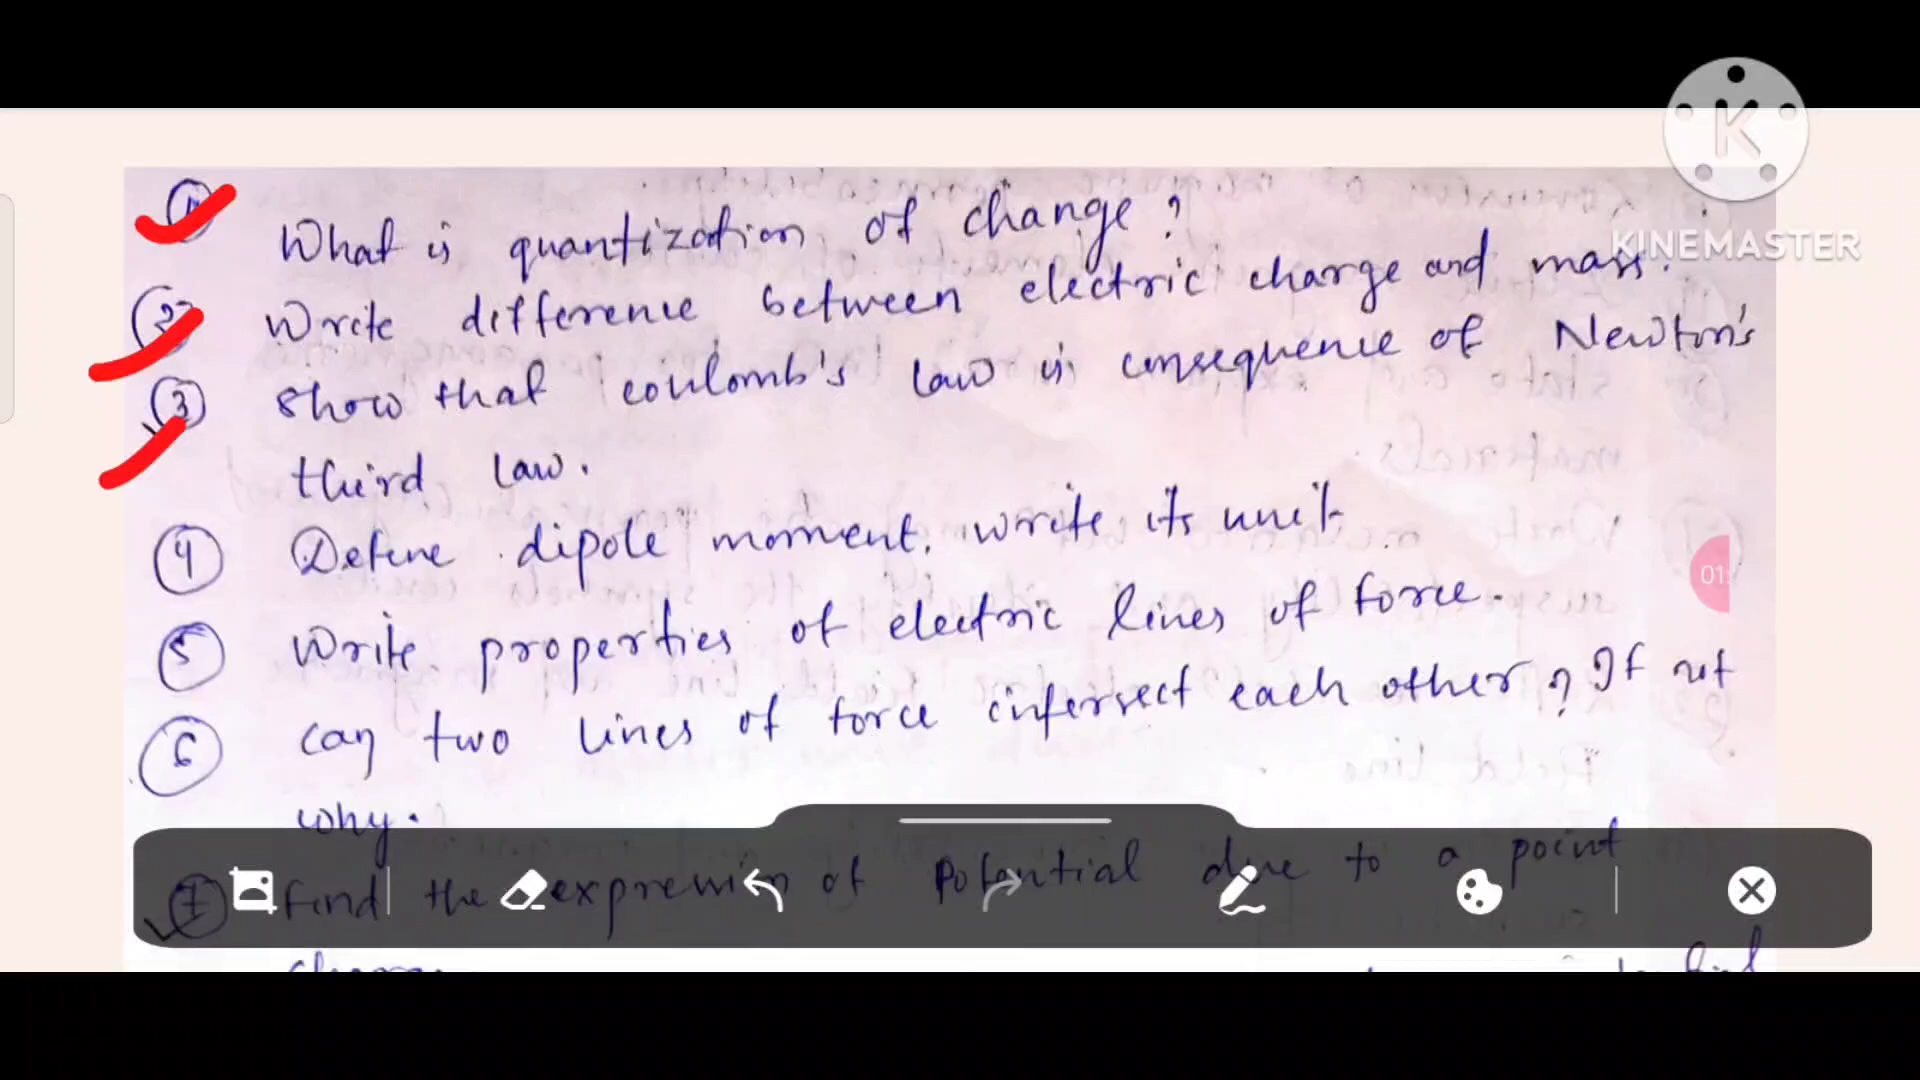 ① What is quantization of change?
② Write difference between electric charge and mass.
③ Show that coulomb's law is consequence of Newton's
third law.
④ Define dipole moment. write its unit.
⑤ Write properties of electric lines of force.
⑥ can two lines of force intersect each other? If not
why.
⑦ Find the expression of Potential due to a point
KINEMASTER
01: